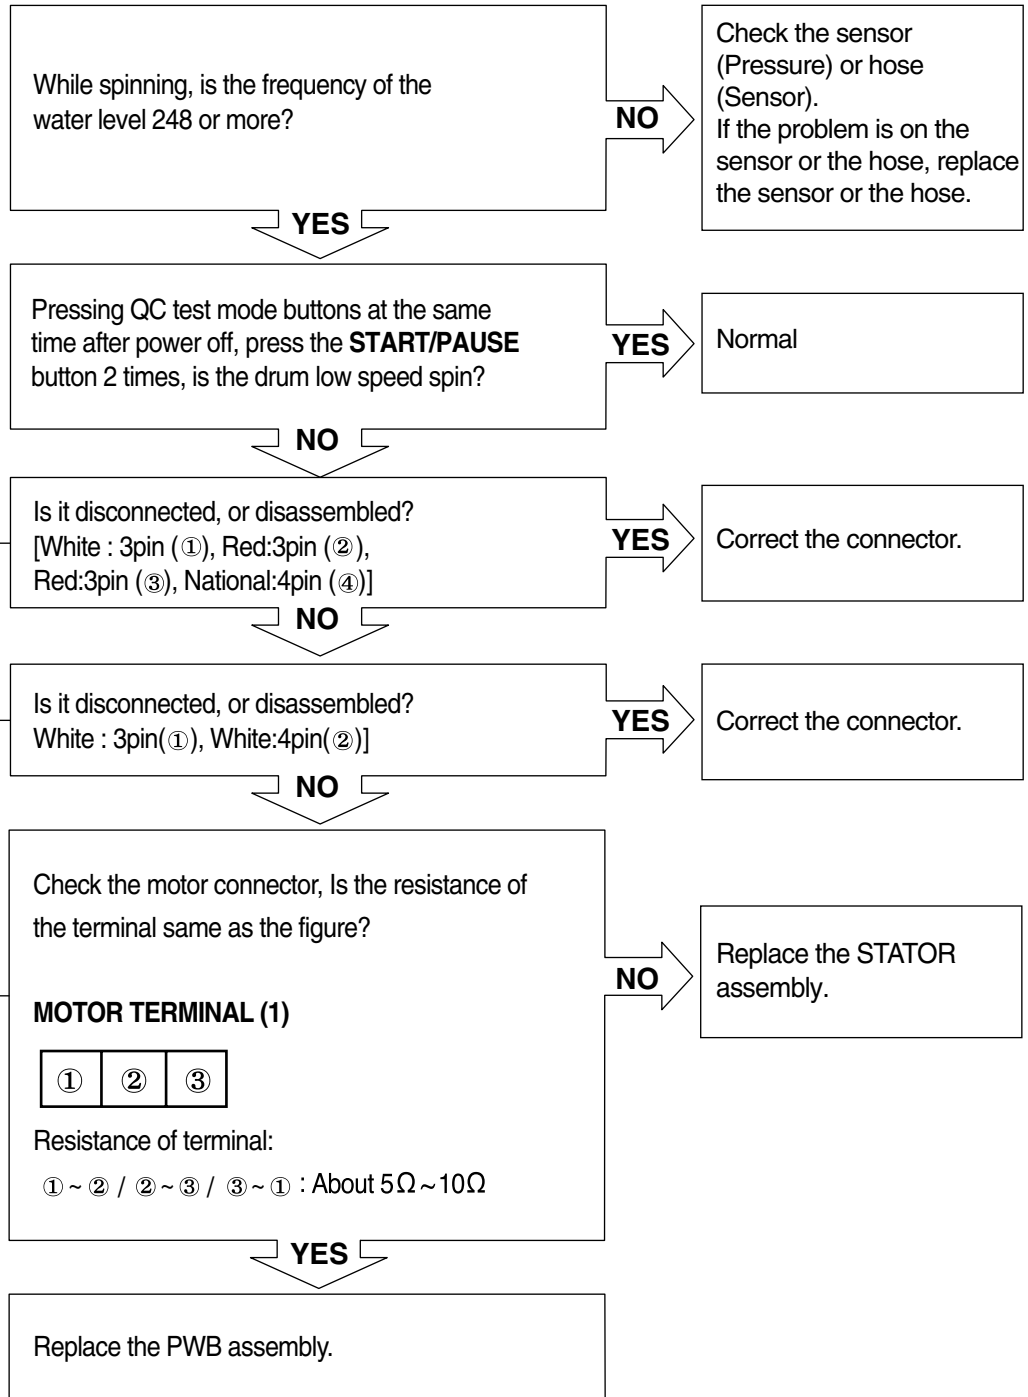 While spinning, is the frequency of the
water level 248 or more?
NO
Check the sensor
(Pressure) or hose
(Sensor).
If the problem is on the
sensor or the hose, replace
the sensor or the hose.
YES
Pressing QC test mode buttons at the same
time after power off, press the START/PAUSE
button 2 times, is the drum low speed spin?
YES
Normal
NO
Is it disconnected, or disassembled?
[White : 3pin (①), Red:3pin (②),
Red:3pin (③), National:4pin (④)]
YES
Correct the connector.
NO
Is it disconnected, or disassembled?
White : 3pin(①), White:4pin(②)]
YES
Correct the connector.
NO
Check the motor connector, Is the resistance of
the terminal same as the figure?
MOTOR TERMINAL (1)
① ② ③
Resistance of terminal:
①~② / ②~③ / ③~① : About 5Ω~10Ω
NO
Replace the STATOR
assembly.
YES
Replace the PWB assembly.